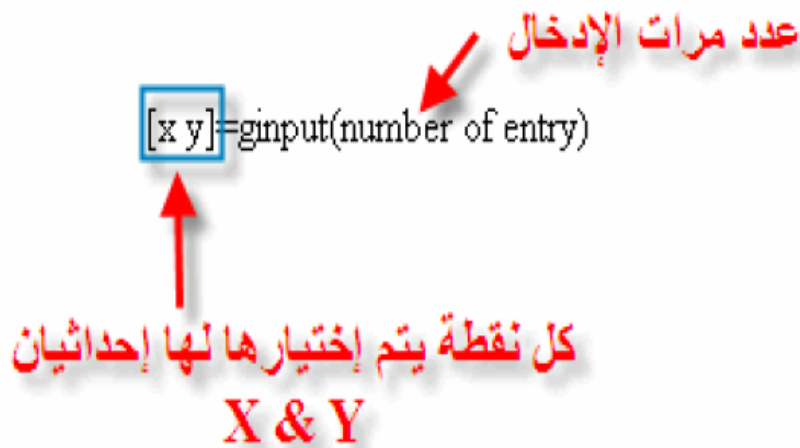 عدد مرات الإدخال
[x y]=ginput(number of entry)
كل نقطة يتم إختيارها لها إحداثيان
X & Y